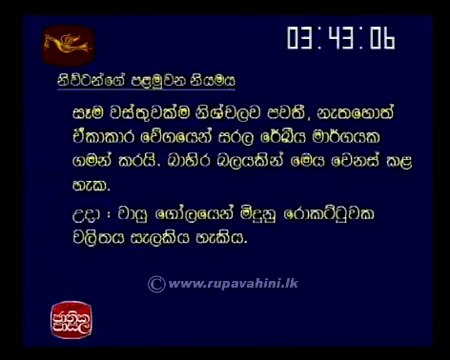 03:43:06
නිව්ටන්ගේ පළමුවන නියමය
සෑම වස්තුවක්ම නිශ්චලව පවතී, නැතහොත්
ඒකාකාර වේගයෙන් සරල රේඛීය මාර්ගයක
ගමන් කරයි. බාහිර බලයකින් මෙය වෙනස් කළ
හැක.
උදා : වායු ගෝලයෙන් මිදුනු රොකට්ටුවක
චලිතය සැලකිය හැකිය.
© www.rupavahini.lk
ජාතික
පාසල